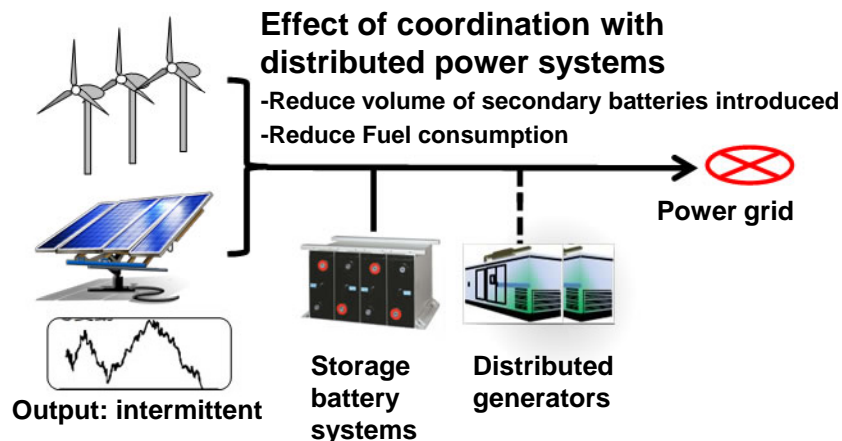 Effect of coordination with
distributed power systems
-Reduce volume of secondary batteries introduced
-Reduce Fuel consumption
Power grid
Storage
battery
systems
Distributed
generators
Output: intermittent